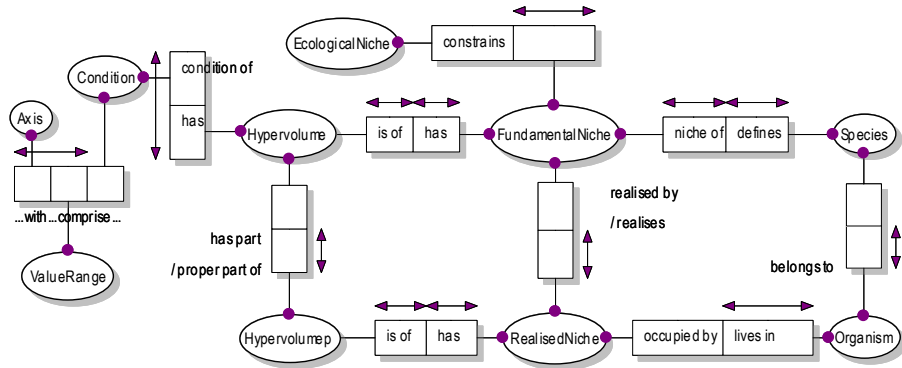 EcologicalNiche
constrains
Condition
condition of
has
Axis
Hypervolume
is of
has
FundamentalNiche
niche of
defines
Species
...with...comprise...
ValueRange
has part
/proper part of
realised by
/realises
belongs to
Hypervolumep
is of
has
RealisedNiche
occupied by
lives in
Organism